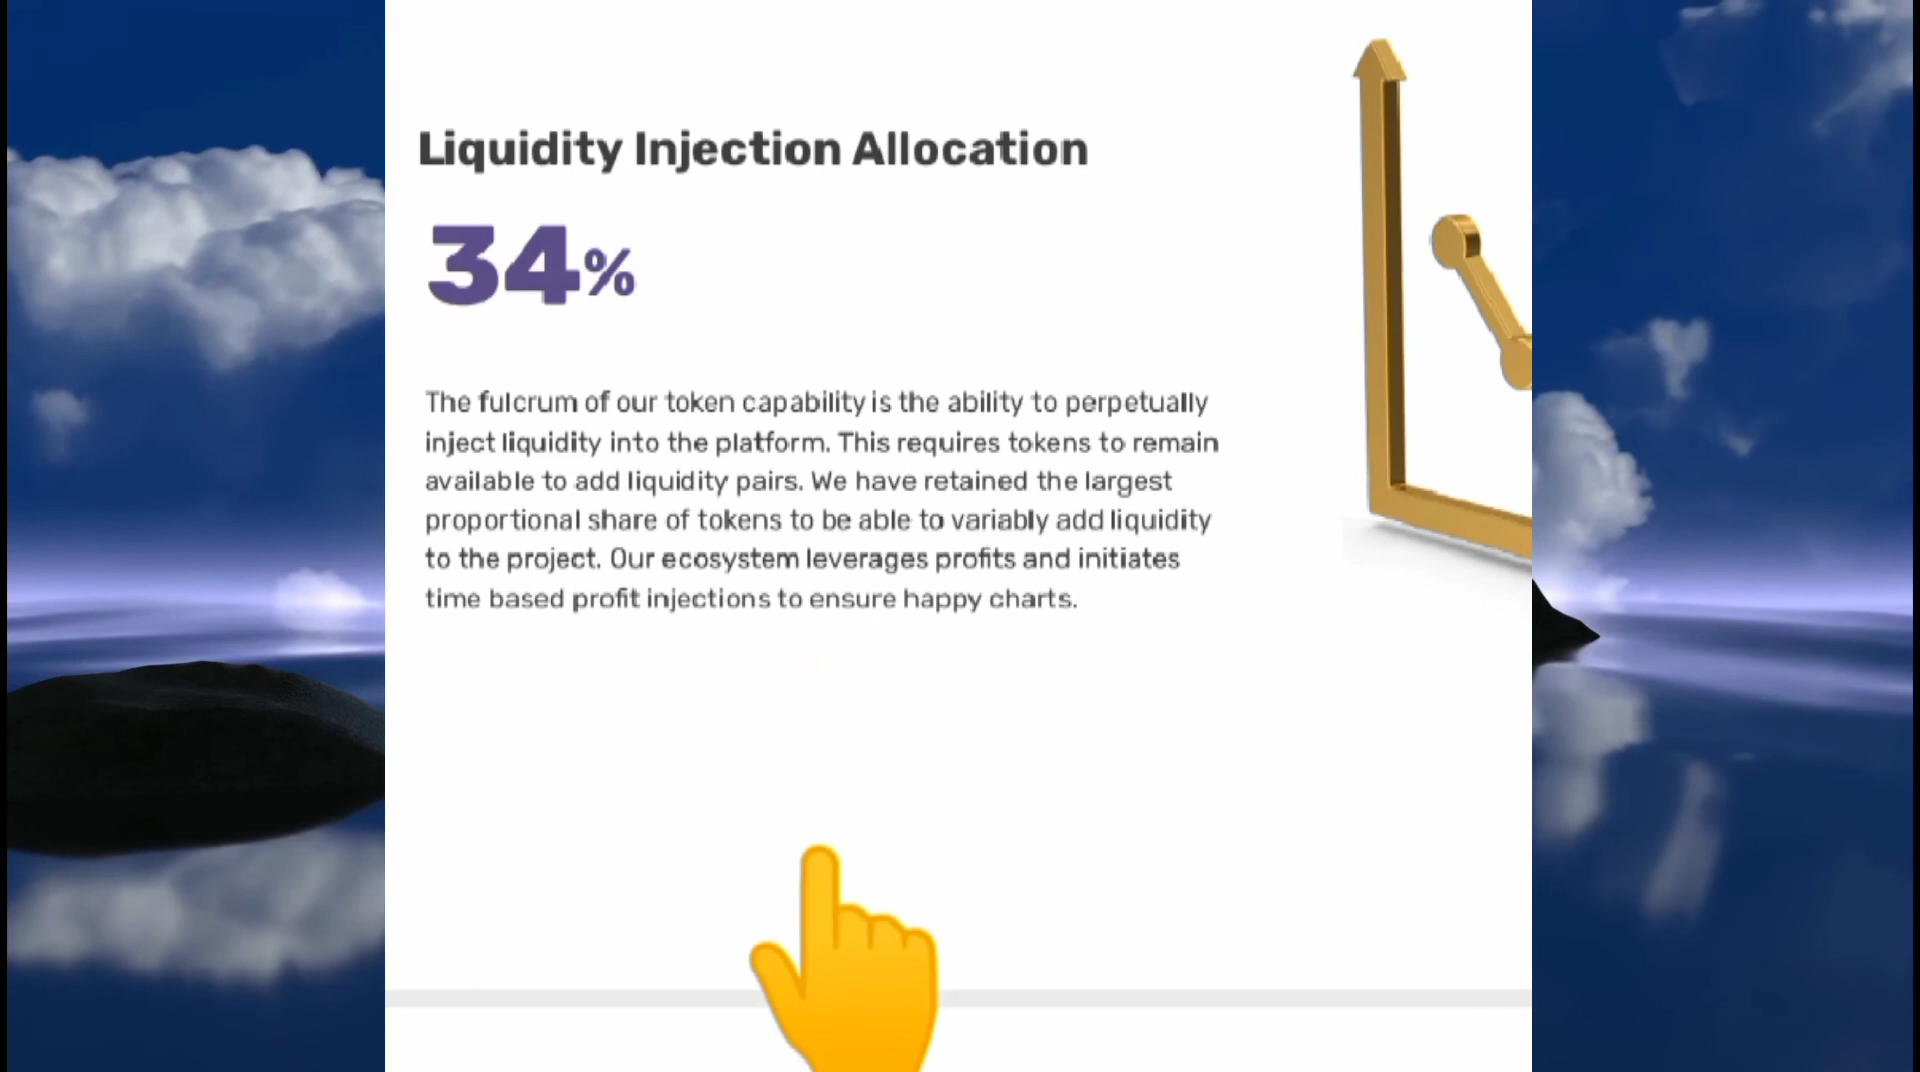 Liquidity Injection Allocation
34%
The fulcrum of our token capability is the ability to perpetually
inject liquidity into the platform. This requires tokens to remain
available to add liquidity pairs. We have retained the largest
proportional share of tokens to be able to variably add liquidity
to the project. Our ecosystem leverages profits and initiates
time based profit injections to ensure happy charts.